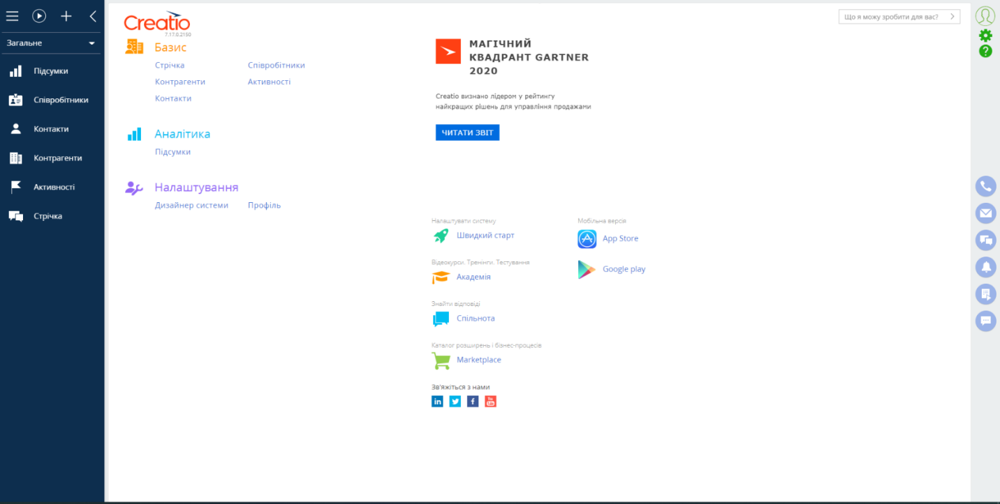 Загальне
Підсумки
Співробітники
Контакти
Контрагенти
Активності
Стрічка
Creatio
7.17.0.2150
Що я можу зробити для вас?
Базис
Стрічка Співробітники
Контрагенти Активності
Контакти
Аналітика
Підсумки
Налаштування
Дизайнер системи Профіль
МАГІЧНИЙ
КВАДРАНТ GARTNER
2020
Creatio визнано лідером у рейтингу
найкращих рішень для управління продажами
ЧИТАТИ ЗВІТ
Налаштувати систему
Швидкий старт
Відеокурси. Тренінги. Тестування
Академія
Знайти відповіді
Спільнота
Каталог розширень і бізнес-процесів
Marketplace
Зв'яжіться з нами
in f You Tube
Мобільна версія
App Store
Google play